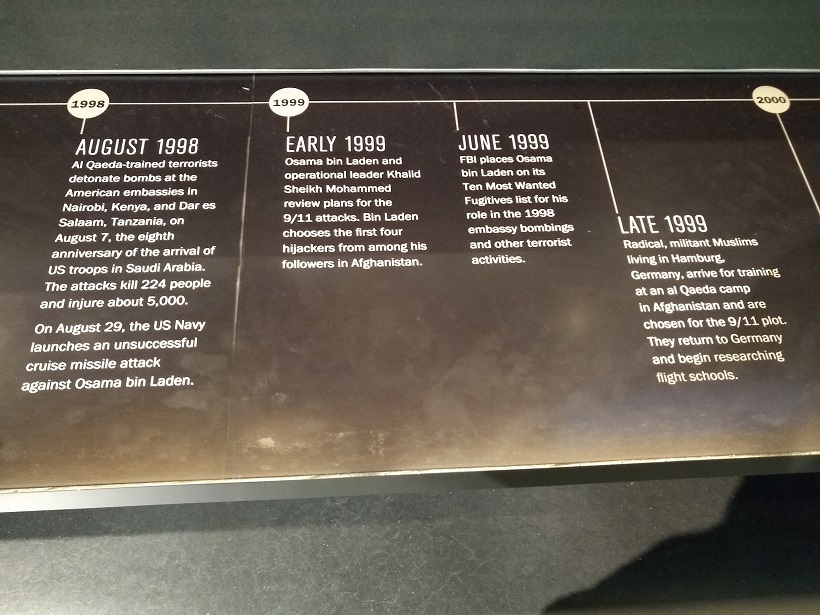 1998
AUGUST 1998
Al Qaeda-trained terrorists
detonate bombs at the
American embassies in
Nairobi, Kenya, and Dar es
Salaam, Tanzania, on
August 7, the eighth
anniversary of the arrival of
US troops in Saudi Arabia.
The attacks kill 224 people
and injure about 5,000.
On August 29, the US Navy
launches an unsuccessful
cruise missile attack
against Osama bin Laden.
1999
EARLY 1999
Osama bin Laden and
operational leader Khalid
Sheikh Mohammed
review plans for the
9/11 attacks. Bin Laden
chooses the first four
hijackers from among his
followers in Afghanistan.
JUNE 1999
FBI places Osama
bin Laden on its
Ten Most Wanted
Fugitives list for his
role in the 1998
embassy bombings
and other terrorist
activities.
LATE 1999
Radical, militant Muslims
living in Hamburg,
Germany, arrive for training
at an al Qaeda camp
in Afghanistan and are
chosen for the 9/11 plot.
They return to Germany
and begin researching
flight schools.
2000